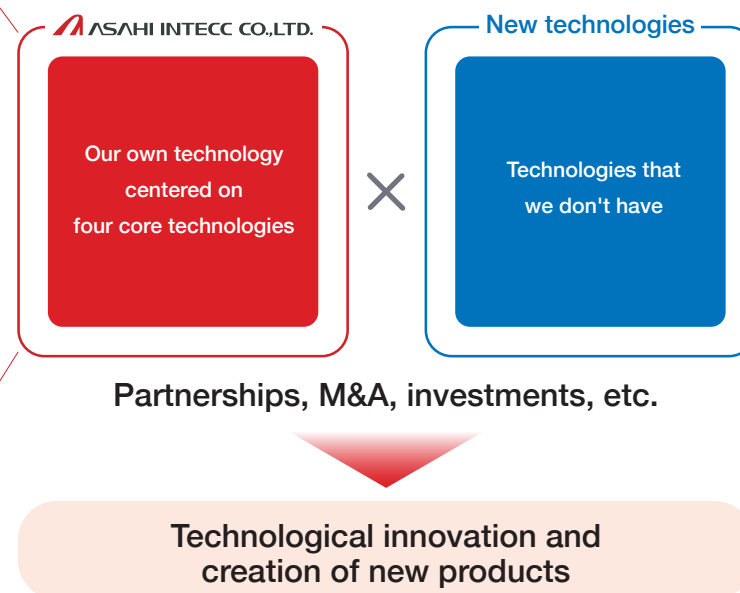 ASAHI INTECC CO.,LTD.
New technologies
Our own technology
centered on
four core technologies
Technologies that
we don't have
Partnerships, M&A, investments, etc.
Technological innovation and
creation of new products